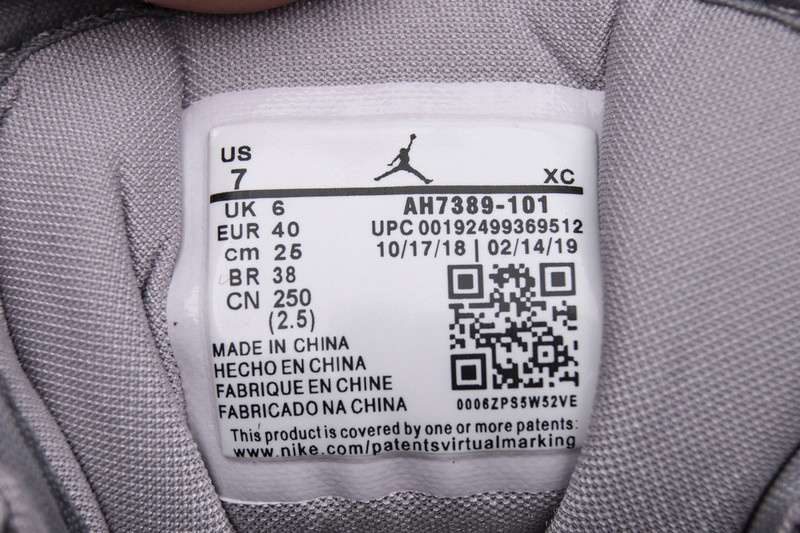 US
7
XC
UK 6
EUR 40
cm 25
BR 38
CN 250
(2.5)
AH7389-101
UPC 00192499369512
10/17/18 | 02/14/19
0006ZPS5W52VE
MADE IN CHINA
HECHO EN CHINA
FABRIQUE EN CHINE
FABRICADO NA CHINA
This product is covered by one or more patents:
www.nike.com/patentsvirtualmarking